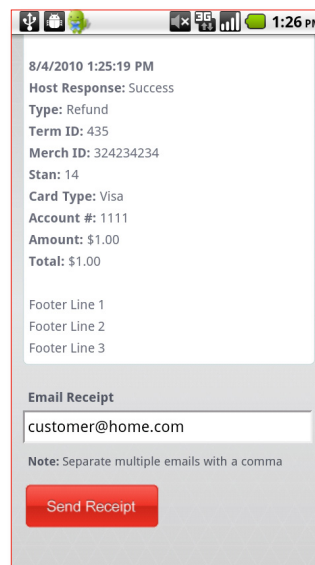 3G
1:26 PM
8/4/2010 1:25:19 PM
Host Response: Success
Type: Refund
Term ID: 435
Merch ID: 324234234
Stan: 14
Card Type: Visa
Account #: 1111
Amount: $1.00
Total: $1.00
Footer Line 1
Footer Line 2
Footer Line 3
Email Receipt
customer@home.com
Note: Separate multiple emails with a comma
Send Receipt